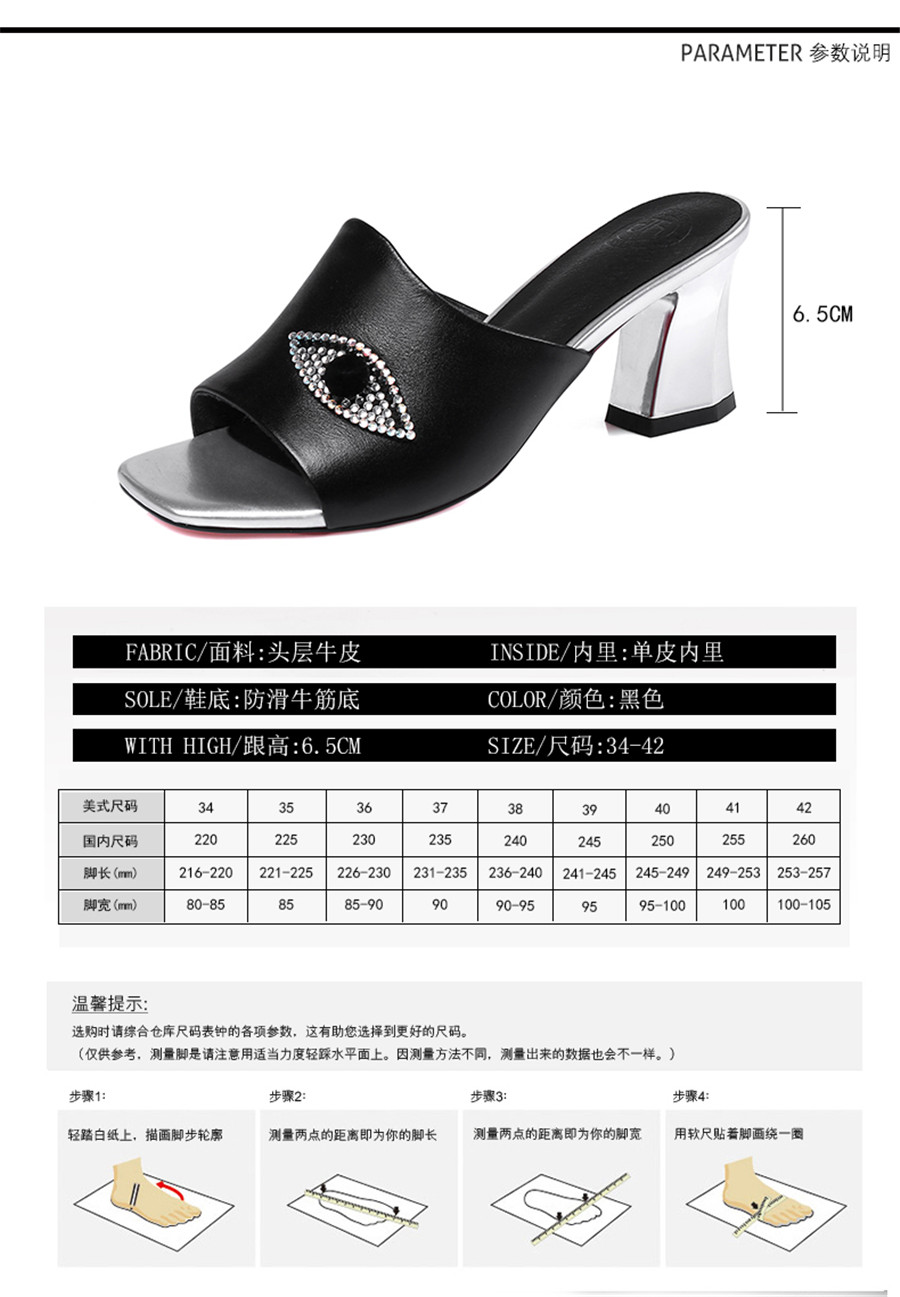 PARAMETER 参数说明
6.5CM
FABRIC/面料:头层牛皮 INSIDE/内里:单皮内里
SOLE/鞋底:防滑牛筋底 COLOR/颜色:黑色
WITH HIGH/跟高:6.5CM SIZE/尺码:34-42
美式尺码 34 35 36 37 38 39 40 41 42
国内尺码 220 225 230 235 240 245 250 255 260
脚长(mm) 216-220 221-225 226-230 231-235 236-240 241-245 245-249 249-253 253-257
脚宽(mm) 80-85 85 85-90 90 90-95 95 95-100 100 100-105
温馨提示:
选购时请综合仓库尺码表钟的各项参数，这有助您选择到更好的尺码。
（仅供参考，测量脚是请注意用适当力度轻踩水平面上。因测量方法不同，测量出来的数据也会不一样。）
步骤1: 步骤2: 步骤3: 步骤4:
轻踏白纸上，描画脚步轮廓 测量两点的距离即为你的脚长 测量两点的距离即为你的脚宽 用软尺贴着脚画绕一圈